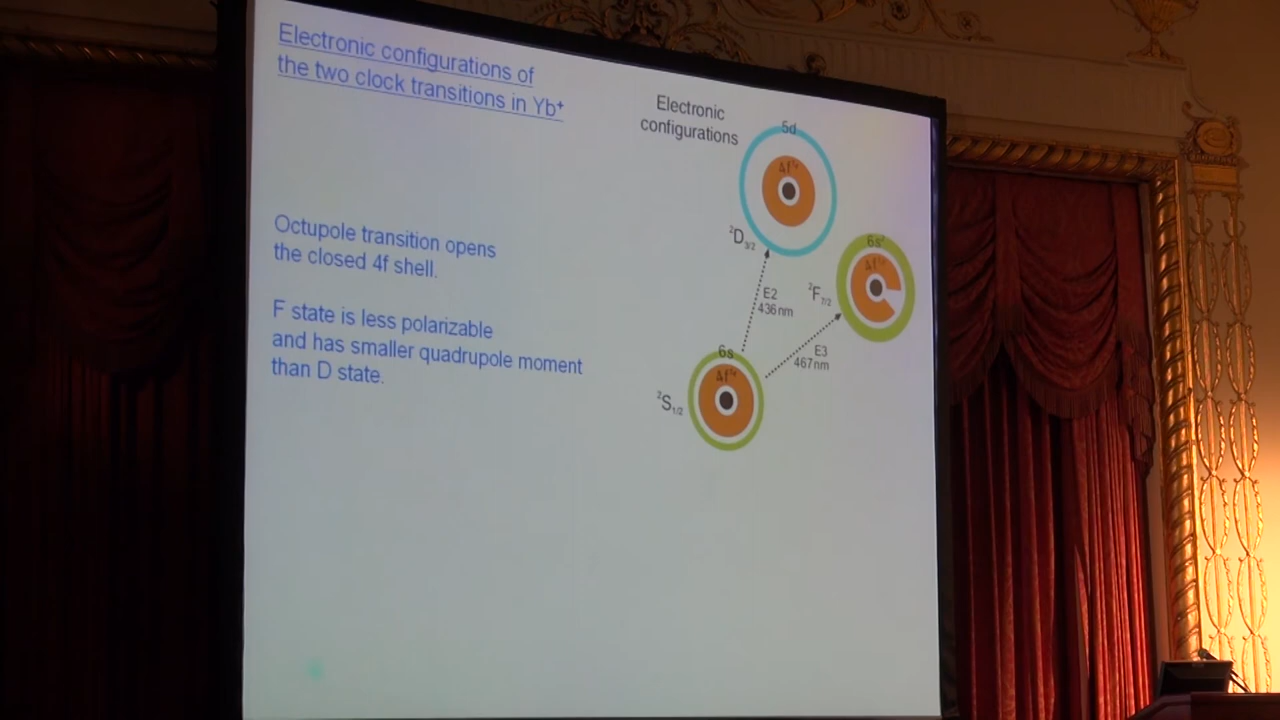 Electronic configurations of
the two clock transitions in Yb⁺
Octupole transition opens
the closed 4f shell.
F state is less polarizable
and has smaller quadrupole moment
than D state.
Electronic
configurations
5d
²D₃/₂
6s²
²F₇/₂
E2
436 nm
E3
467 nm
6s
4f¹⁴
²S₁/₂